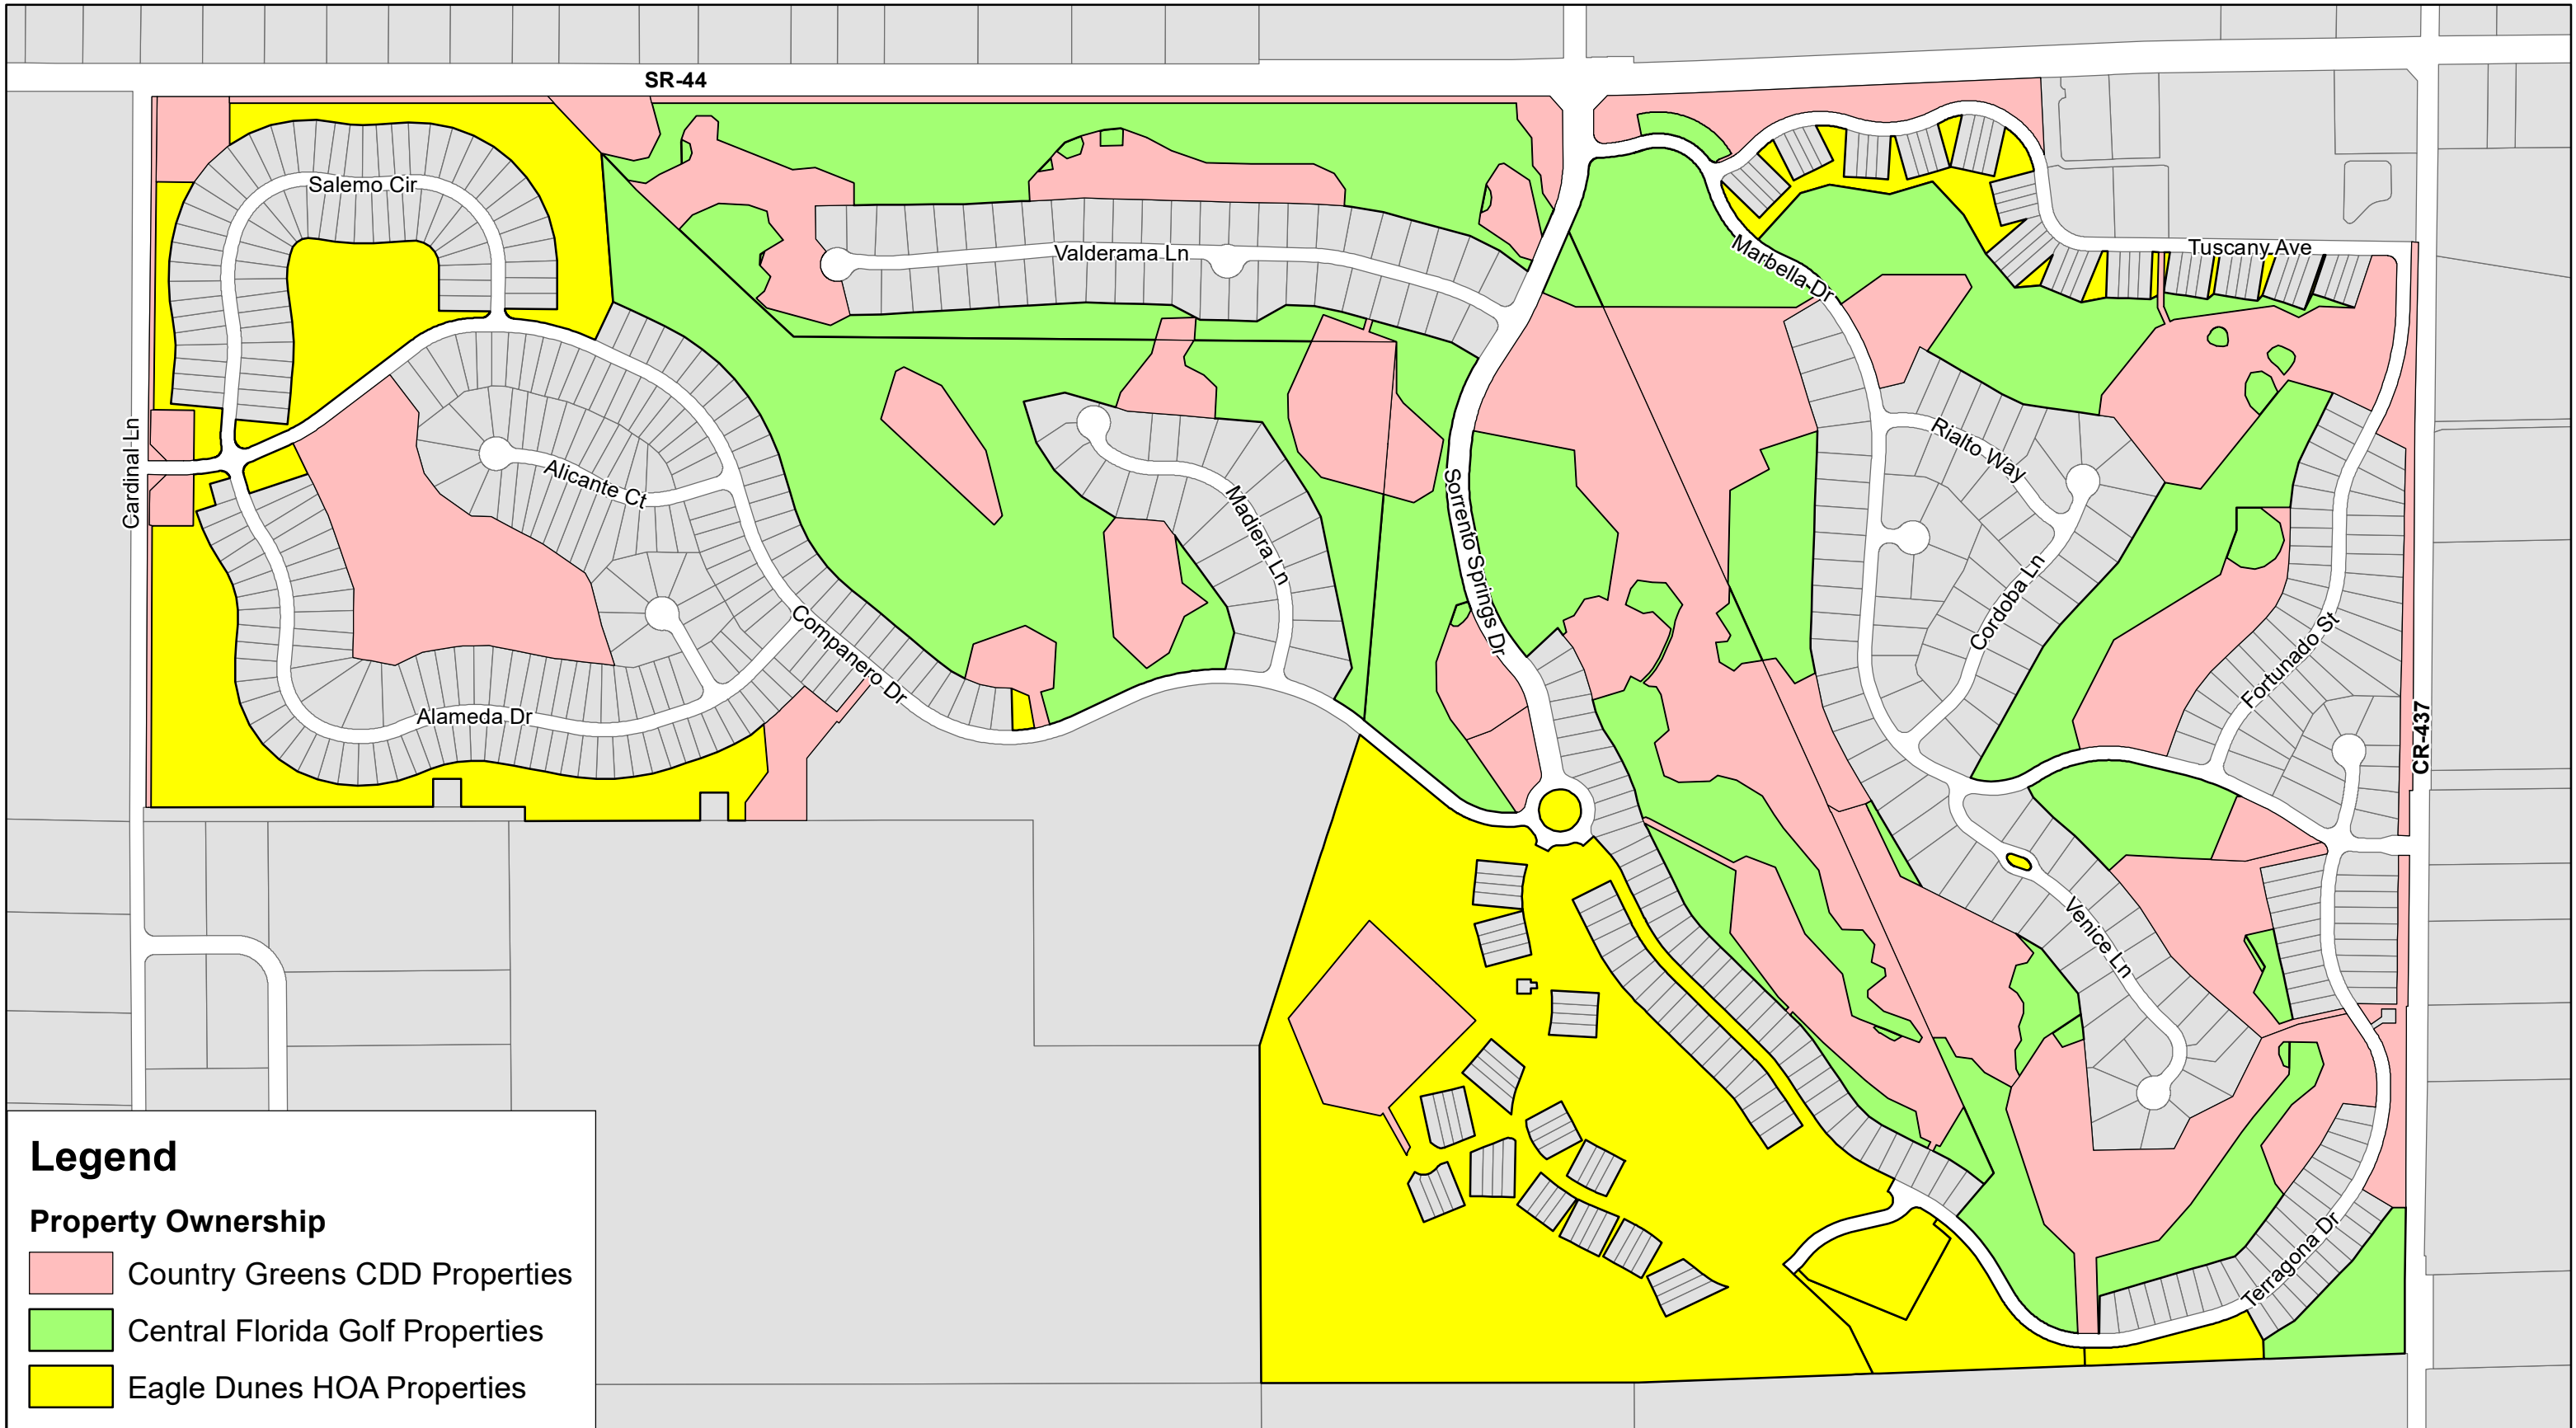 SR-44
Salemo Cir
Valderama Ln
Marbella Dr
Tuscany Ave
Cardinal Ln
Alicante Ct
Madiera Ln
Sorrento Springs Dr
Rialto Way
Cordoba Ln
Fortunado St
Companero Dr
Alameda Dr
CR-437
Venice Ln
Terragona Dr
Legend
Property Ownership
Country Greens CDD Properties
Central Florida Golf Properties
Eagle Dunes HOA Properties